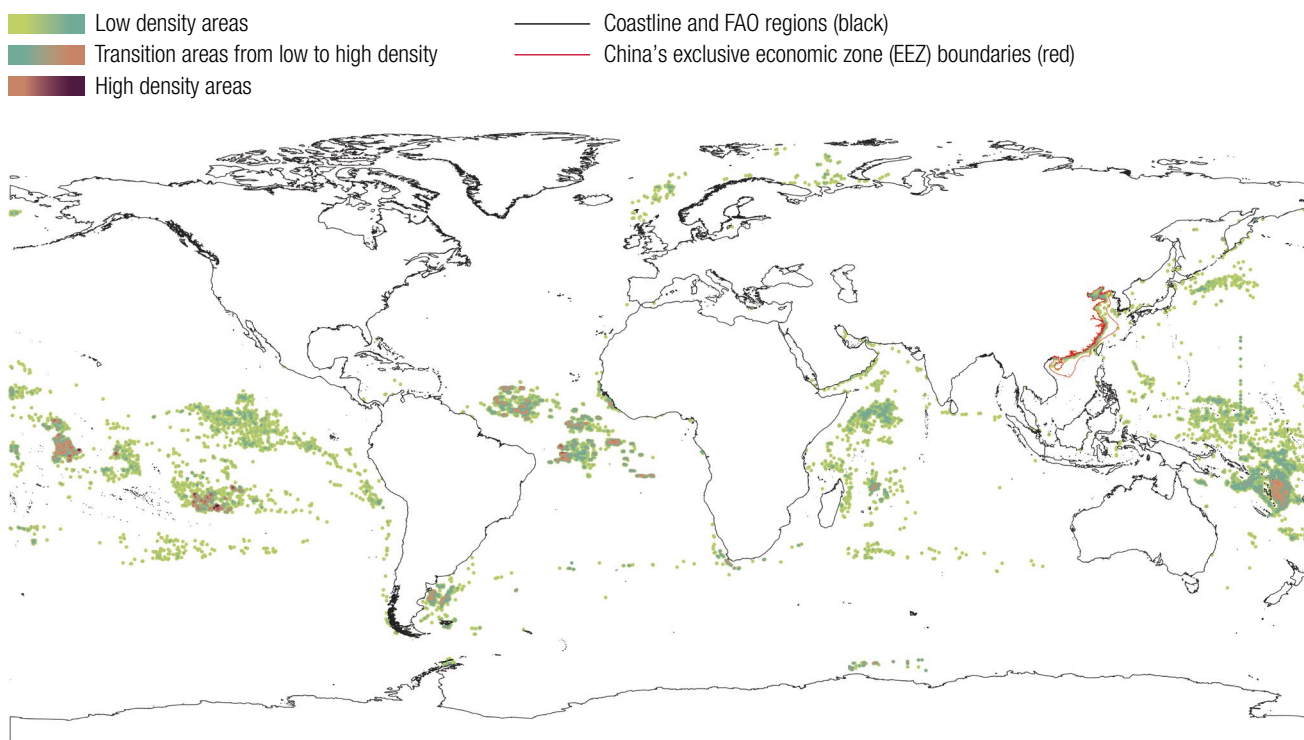 Low density areas
Transition areas from low to high density
High density areas
Coastline and FAO regions (black)
China’s exclusive economic zone (EEZ) boundaries (red)